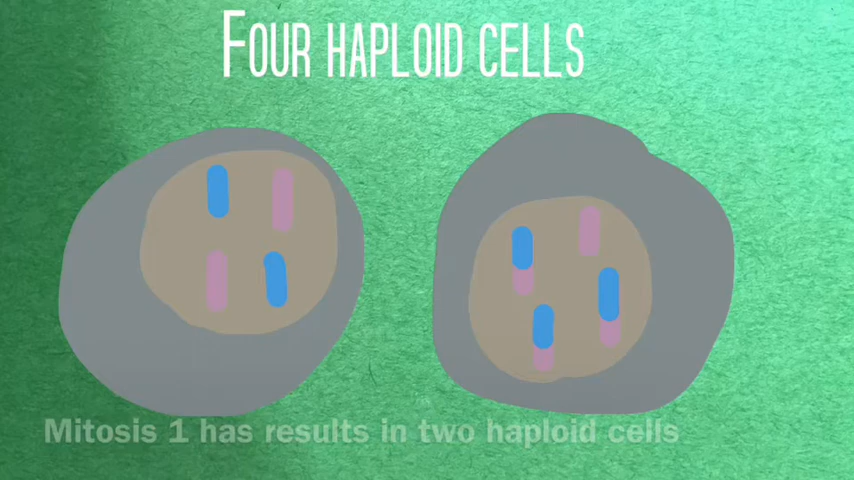 Four haploid cells
Mitosis 1 has results in two haploid cells